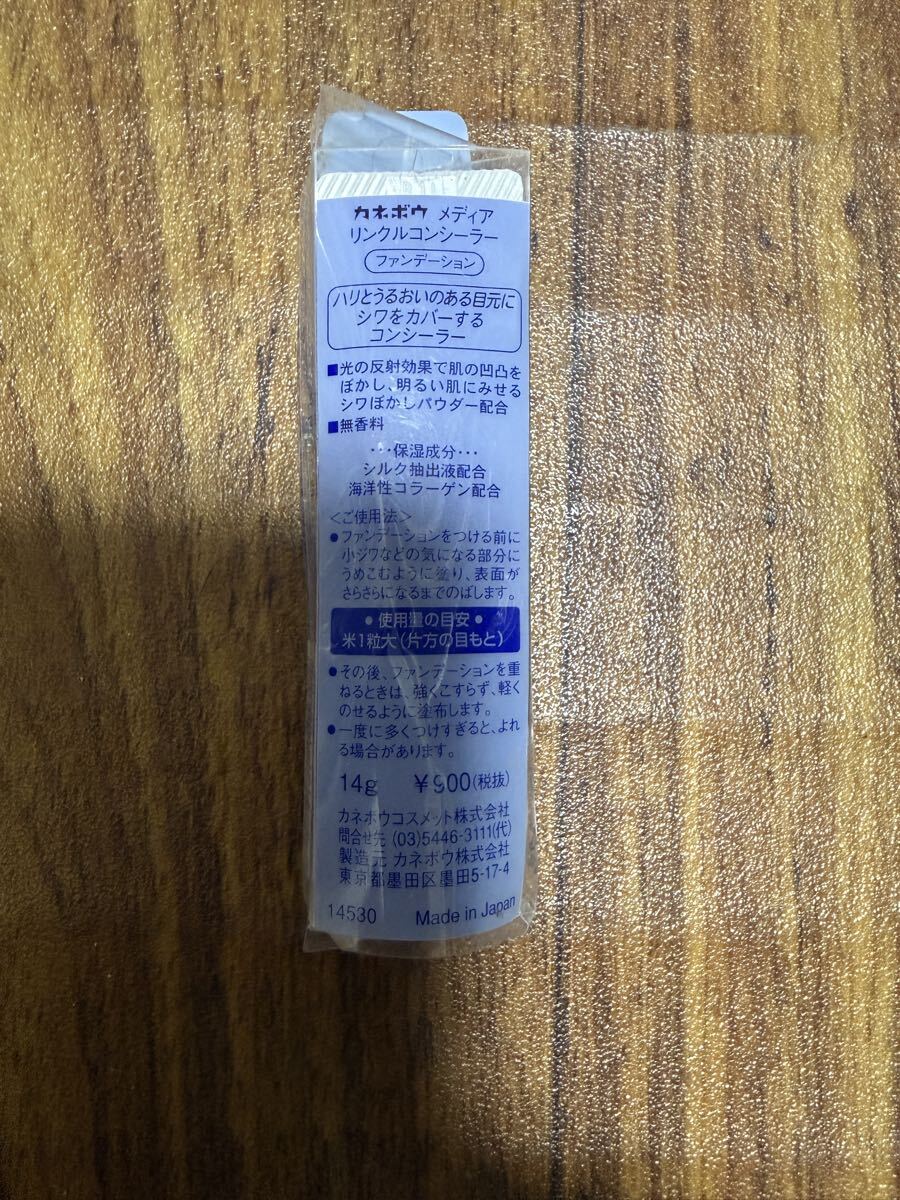 カネボウ メディア
リンクルコンシーラー
ファンデーション
ハリとうるおいのある目元に
シワをカバーする
コンシーラー
■光の反射効果で肌の凹凸を
ぼかし、明るい肌にみせる
シワぼかしパウダー配合
■無香料
･･･保湿成分･･･
シルク抽出液配合
海洋性コラーゲン配合
<ご使用法>
●ファンデーションをつける前に
小ジワなどの気になる部分に
うめこむように塗り、表面が
さらさらになるまでのばします。
● 使用量の目安 ●
米1粒大(片方の目もと)
●その後、ファンデーションを重
ねるときは、強くこすらず、軽く
のせるように塗布します。
●一度に多くつけすぎると、よれ
る場合があります。
14g ￥900(税抜)
カネボウコスメット株式会社
問合せ先 (03)5446-3111(代)
製造元 カネボウ株式会社
東京都墨田区墨田5-17-4
14530 Made in Japan